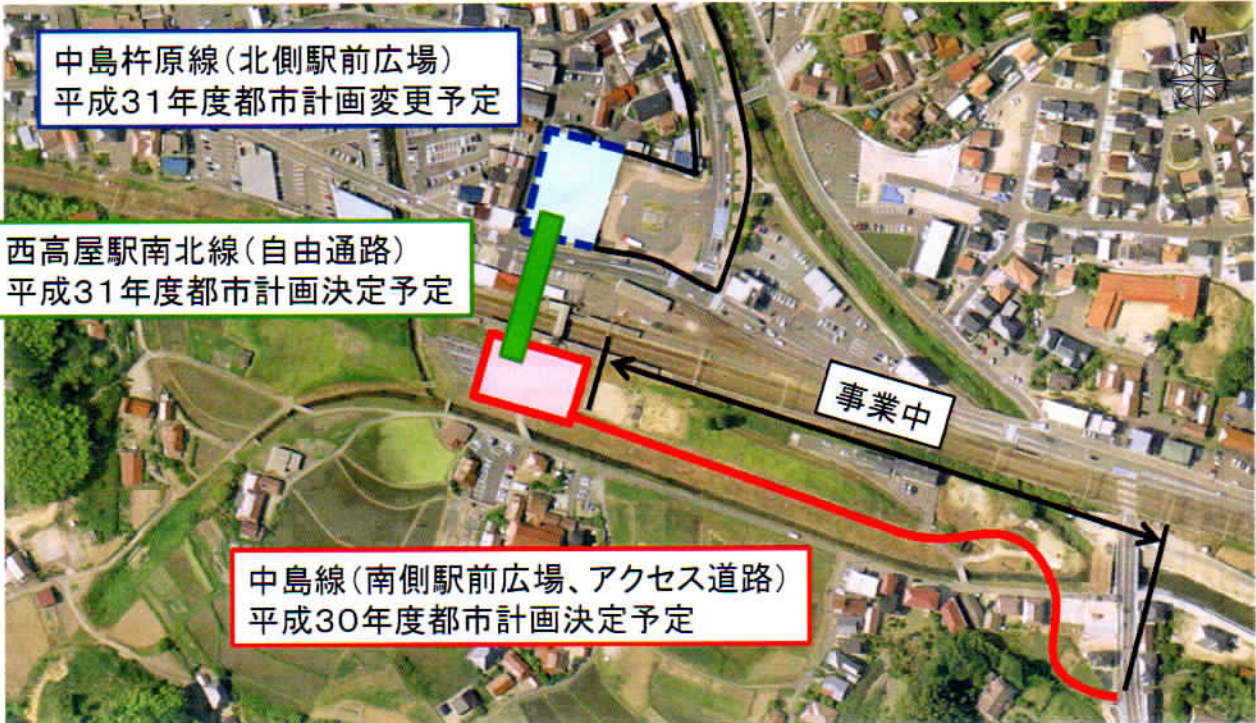 中島杵原線(北側駅前広場)
平成31年度都市計画変更予定
N
西高屋駅南北線(自由通路)
平成31年度都市計画決定予定
事業中
中島線(南側駅前広場、アクセス道路)
平成30年度都市計画決定予定